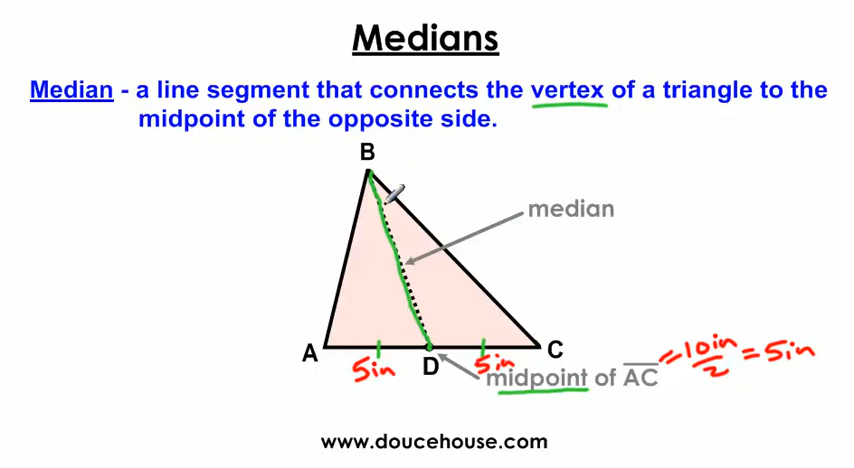 Medians
Median - a line segment that connects the vertex of a triangle to the
midpoint of the opposite side.
B
median
A
D
C
5in
5in
midpoint of AC = 10in/2 = 5in
www.doucehouse.com